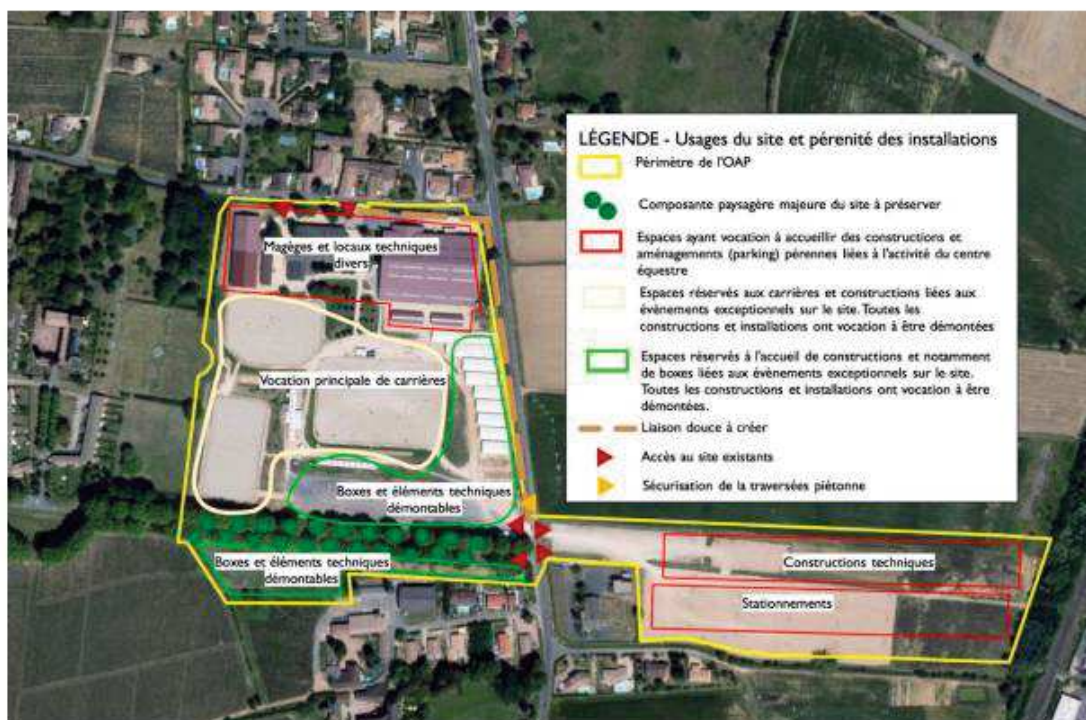 LÉGENDE - Usages du site et pérenité des installations
Périmètre de l'OAP
Composante paysagère majeure du site à préserver
Espaces ayant vocation à accueillir des constructions et
aménagements (parking) pérennes liées à l'activité du centre
équestre
Espaces réservés aux carrières et constructions liées aux
évènements exceptionnels sur le site. Toutes les
constructions et installations ont vocation à être démontées
Espaces réservés à l'accueil de constructions et notamment
de boxes liées aux évènements exceptionnels sur le site.
Toutes les constructions et installations ont vocation à être
démontées.
Liaison douce à créer
Accès au site existants
Sécurisation de la traversées piètonne
Magèges et locaux techniques
divers
Vocation principale de carrières
Boxes et éléments techniques
démontables
Boxes et éléments techniques
démontables
Constructions techniques
Stationnements